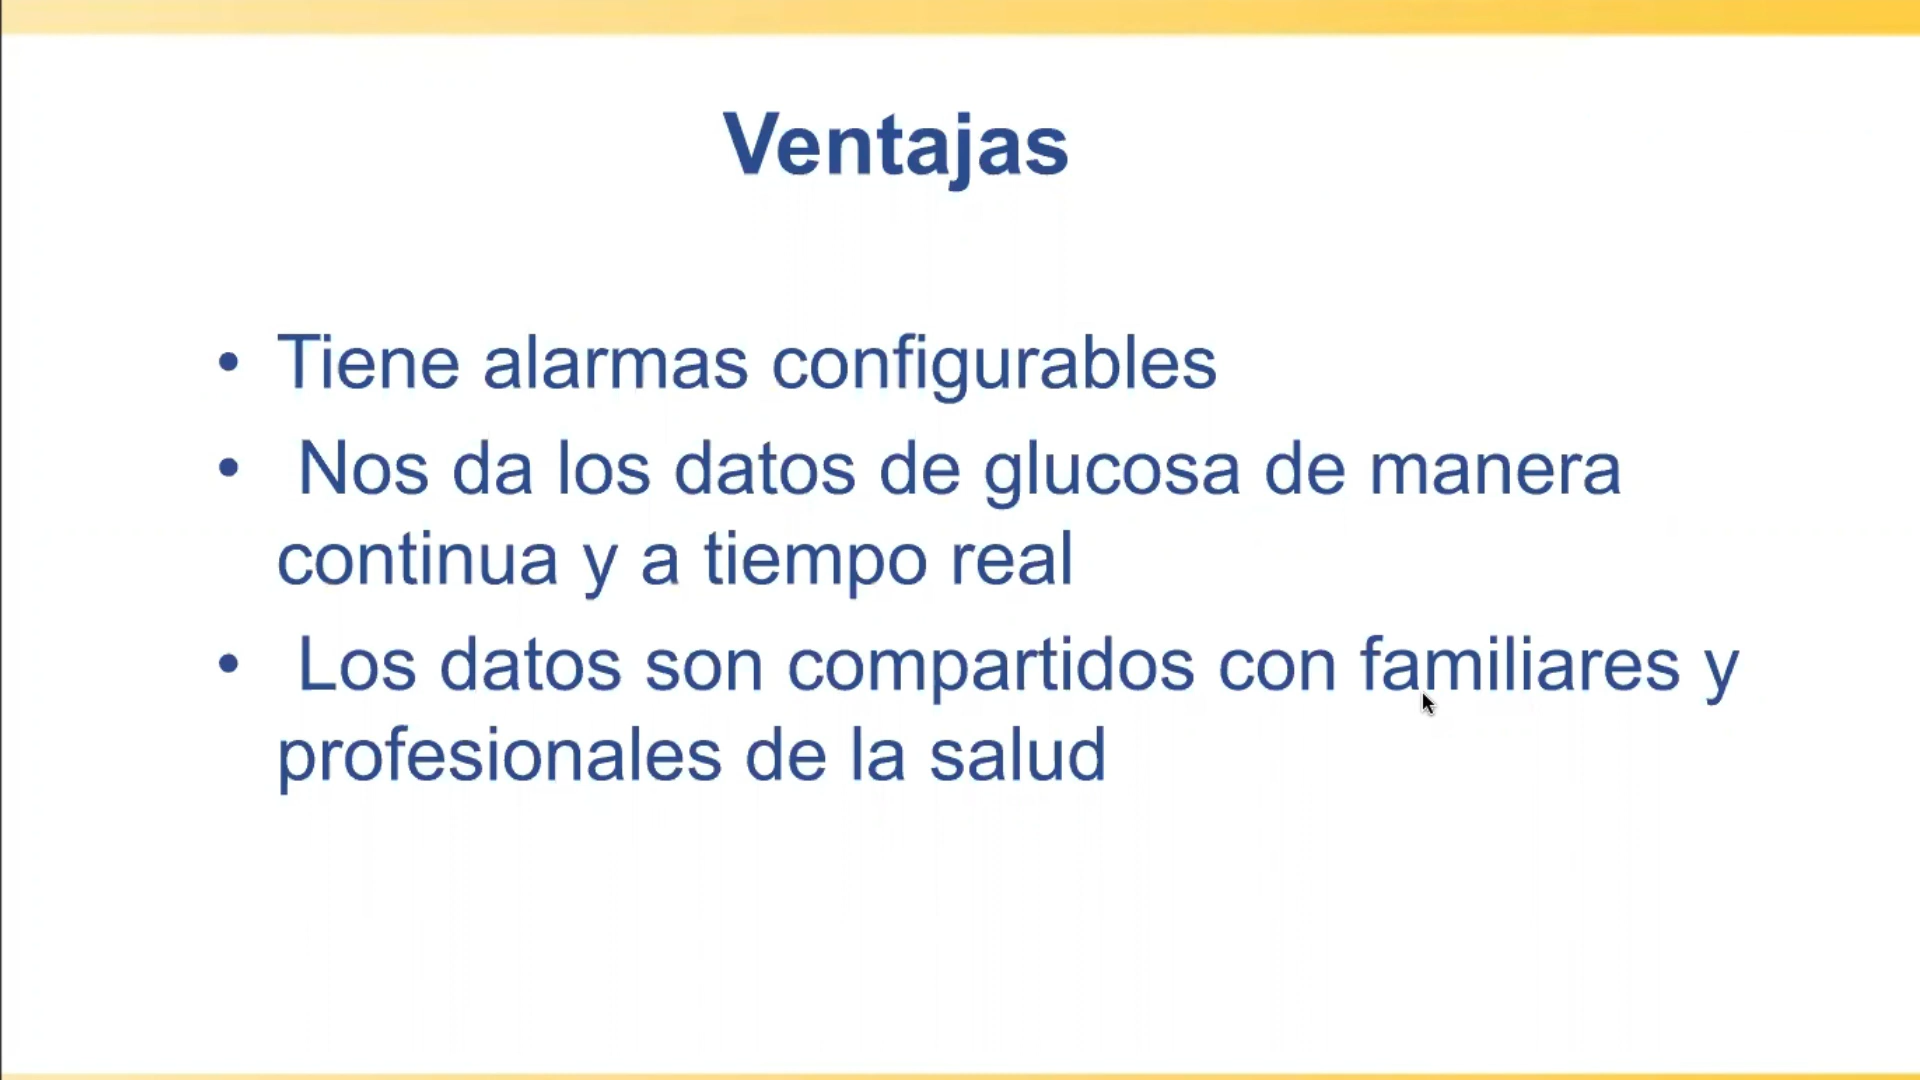 Ventajas
• Tiene alarmas configurables
• Nos da los datos de glucosa de manera
continua y a tiempo real
• Los datos son compartidos con familiares y
profesionales de la salud